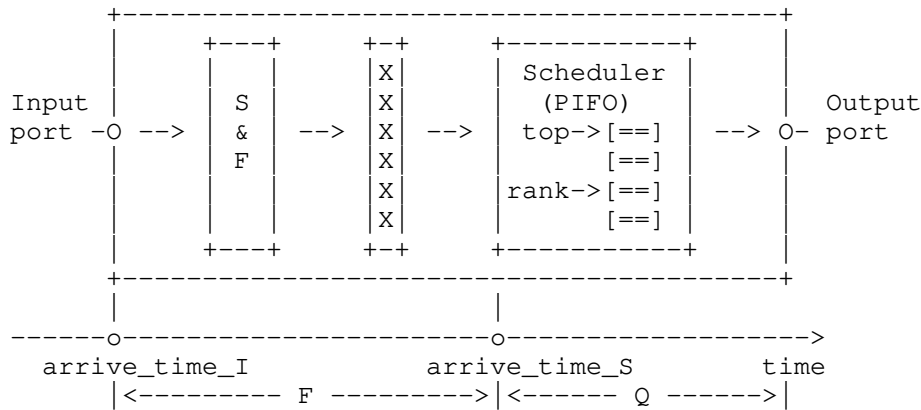 +-----------------------------------------+
|     +---+     +-+     +------------+     |
|     |   |     |X|     | Scheduler  |     |
Input |     | S |     |X|     |  (PIFO)    |     | Output
port -O --> | & | --> |X| --> | top->[==]  | --> O- port
|     | F |     |X|     |      [==]  |     |
|     |   |     |X|     |rank->[==]  |     |
|     |   |     |X|     |      [==]  |     |
|     +---+     +-+     +------------+     |
+-----------------------------------------+
|                       |
------o-----------------------o------------------->
arrive_time_I           arrive_time_S       time
|<--------- F --------->|<------ Q ------>|